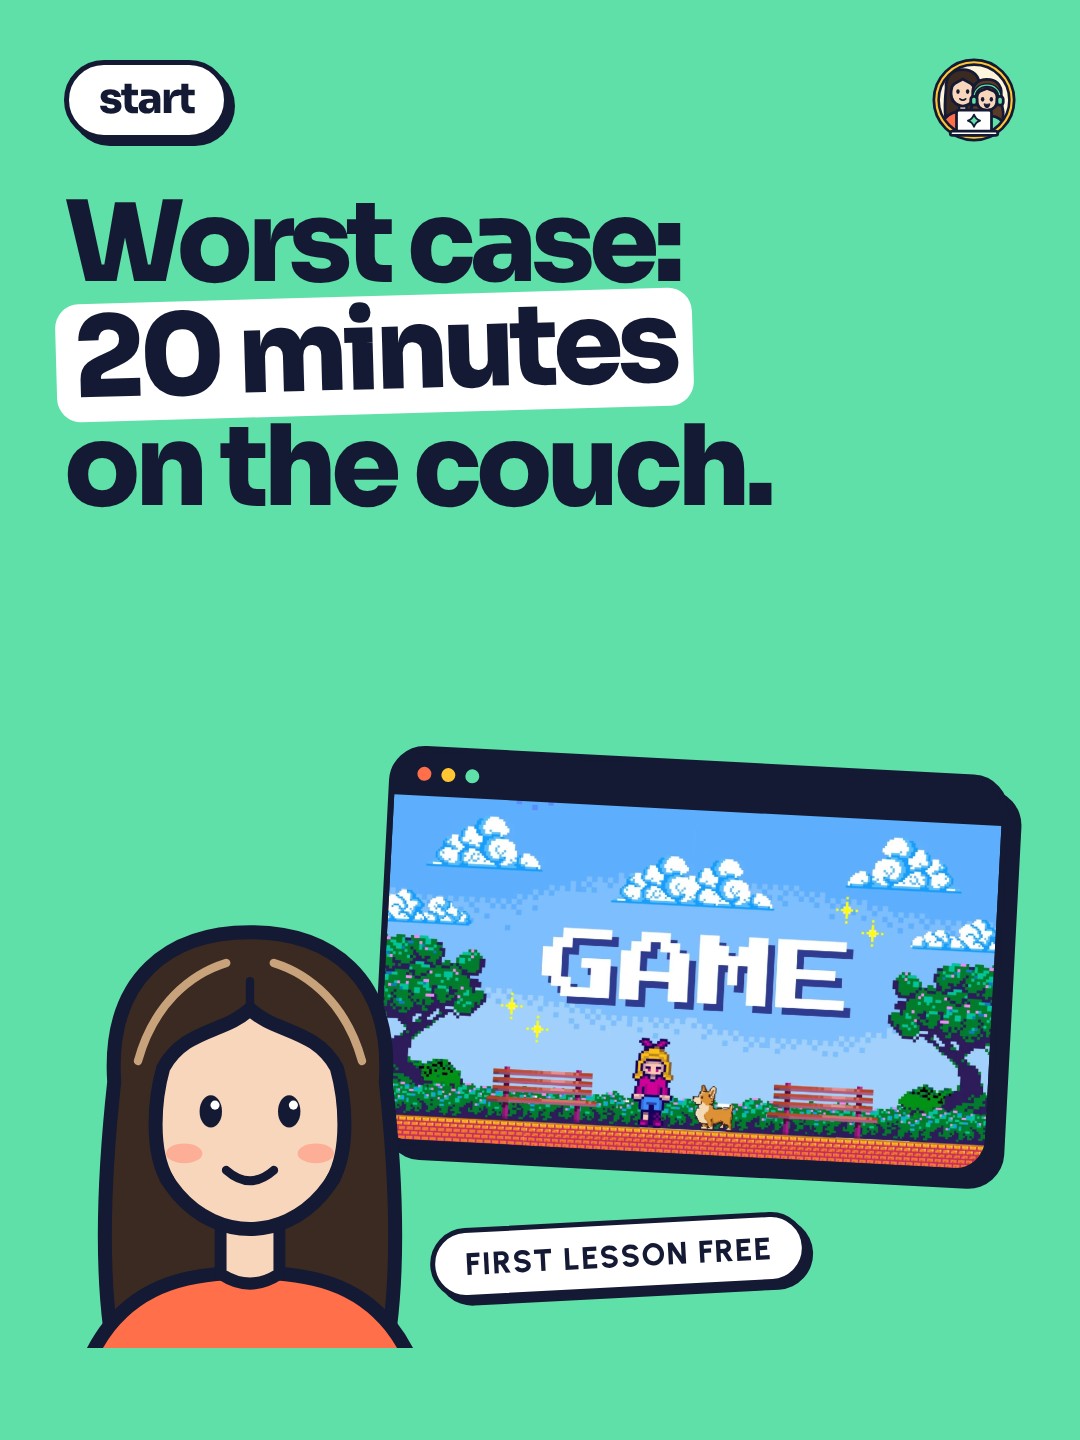 start
Worst case:
20 minutes
on the couch.
GAME
FIRST LESSON FREE